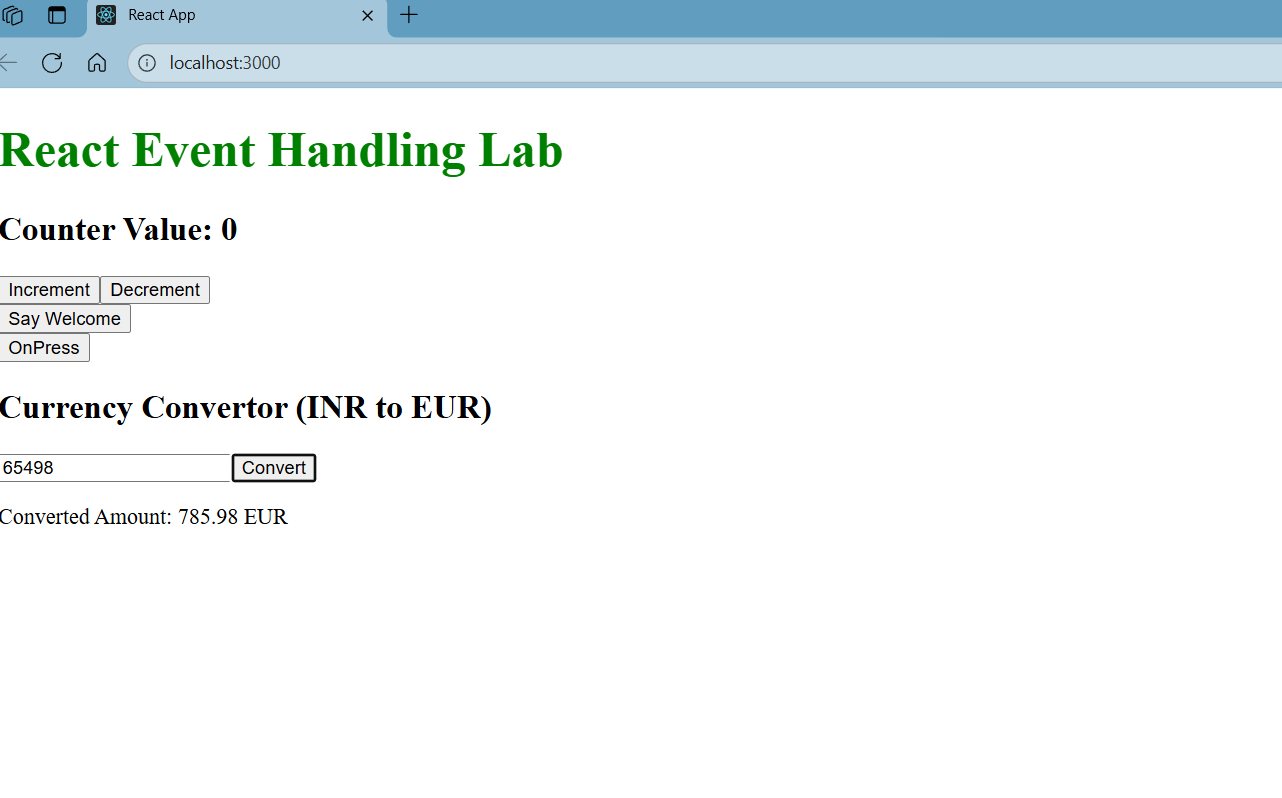 React App
localhost:3000
React Event Handling Lab
Counter Value: 0
Increment Decrement
Say Welcome
OnPress
Currency Convertor (INR to EUR)
65498 Convert
Converted Amount: 785.98 EUR